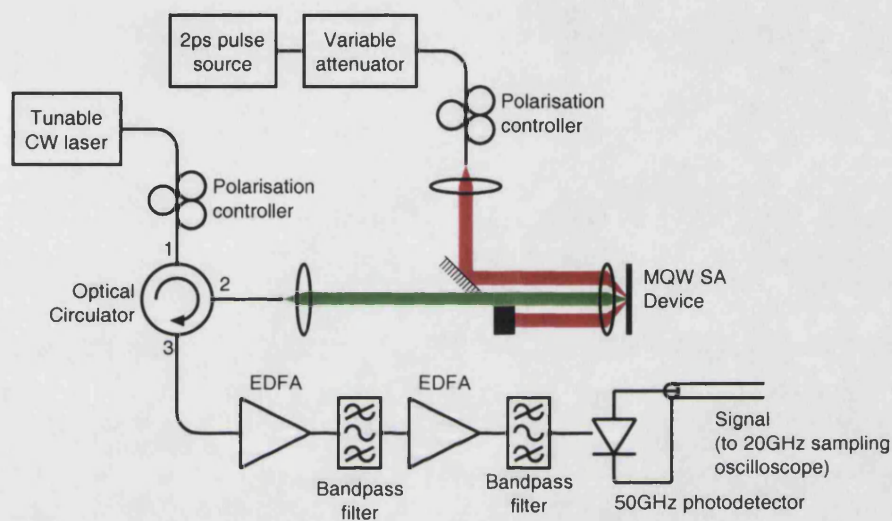 2ps pulse
source
Variable
attenuator
Polarisation
controller
Tunable
CW laser
Polarisation
controller
1
Optical
Circulator
2
3
MQW SA
Device
EDFA
EDFA
Bandpass
filter
Bandpass
filter
Signal
(to 20GHz sampling
oscilloscope)
50GHz photodetector